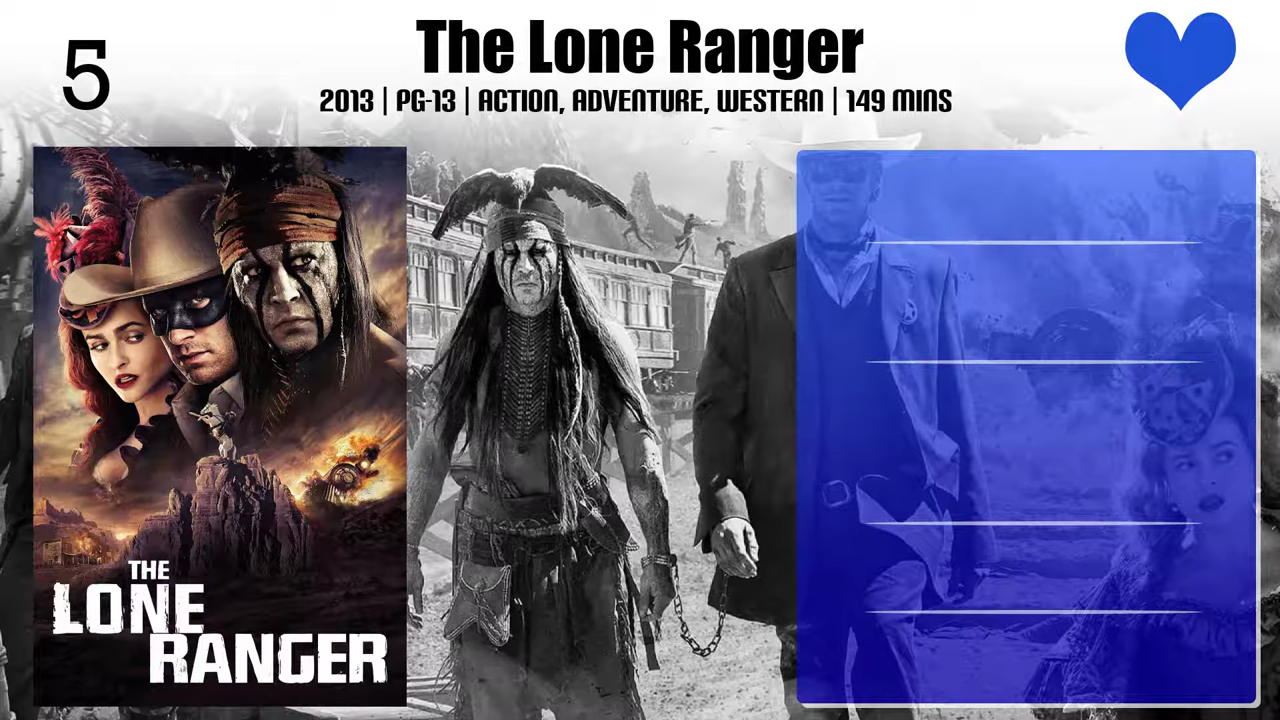 5
The Lone Ranger
2013 | PG-13 | ACTION, ADVENTURE, WESTERN | 149 MINS
THE
LONE
RANGER